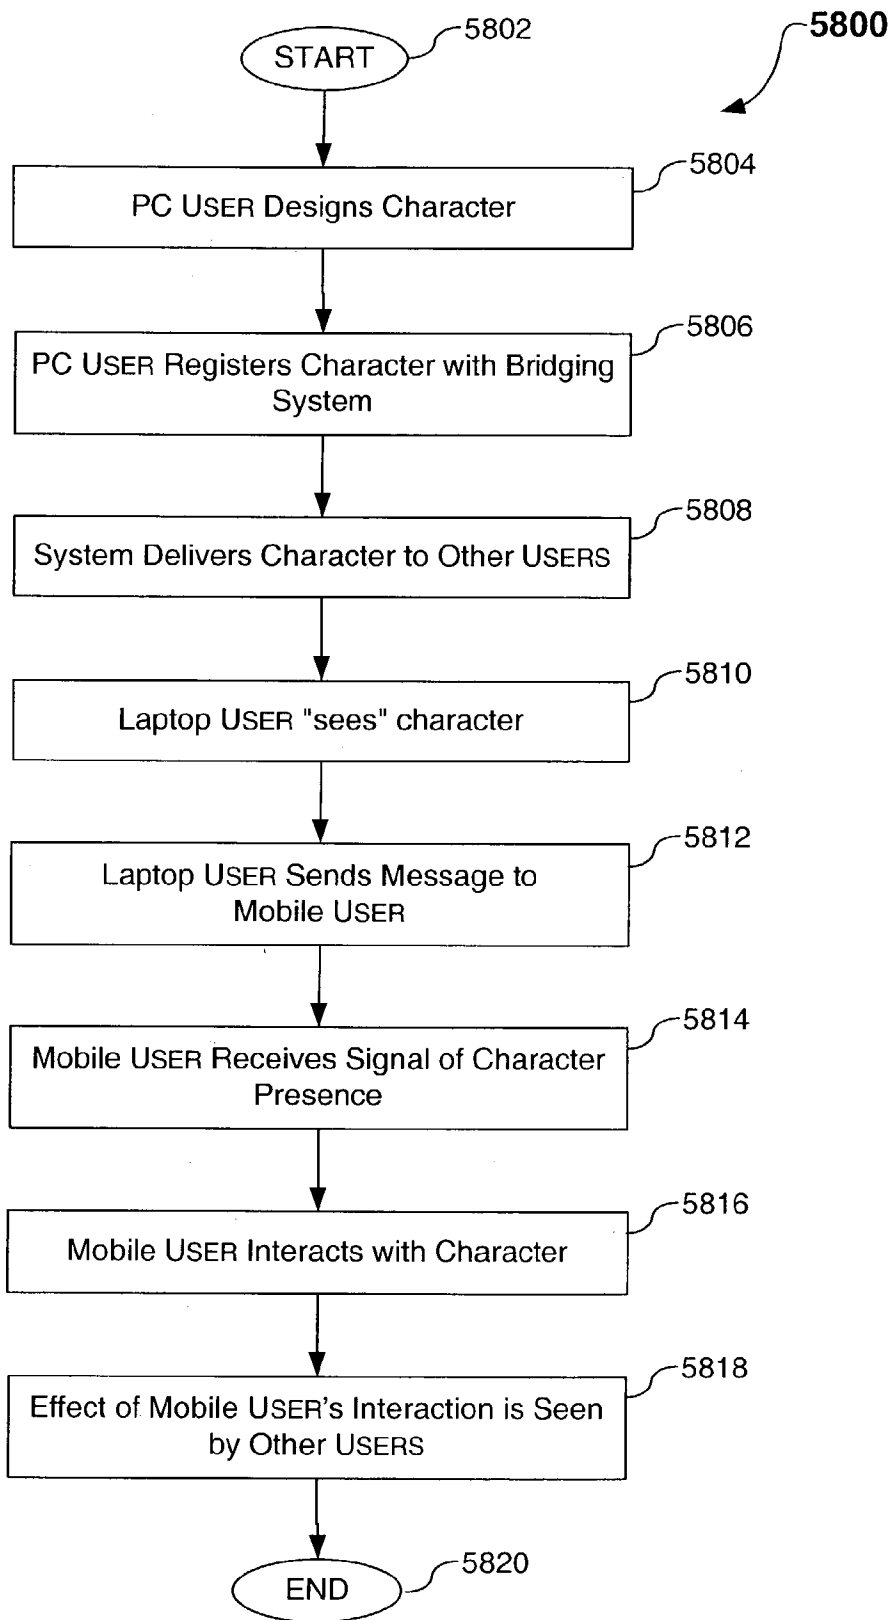 5800
START
5802
5804
PC USER Designs Character
5806
PC USER Registers Character with Bridging
System
5808
System Delivers Character to Other USERS
5810
Laptop USER "sees" character
5812
Laptop USER Sends Message to
Mobile USER
5814
Mobile USER Receives Signal of Character
Presence
5816
Mobile USER Interacts with Character
5818
Effect of Mobile USER's Interaction is Seen
by Other USERS
5820
END